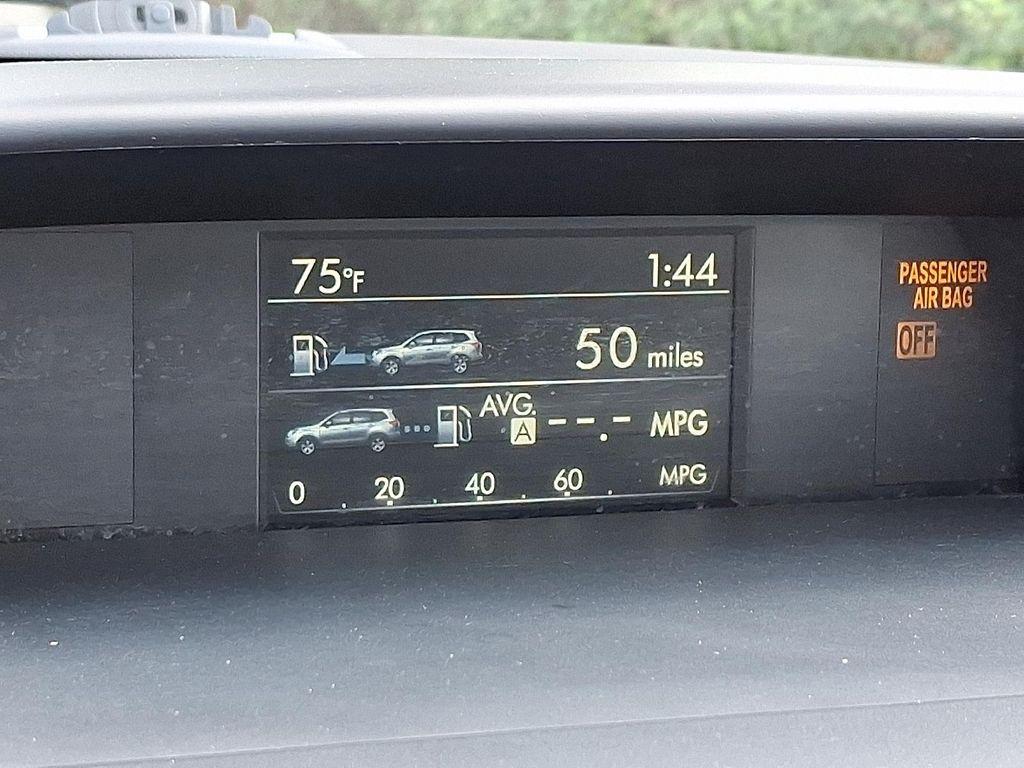 75°F 1:44
50 miles
AVG. A --.- MPG
0 20 40 60 MPG
PASSENGER
AIR BAG
OFF